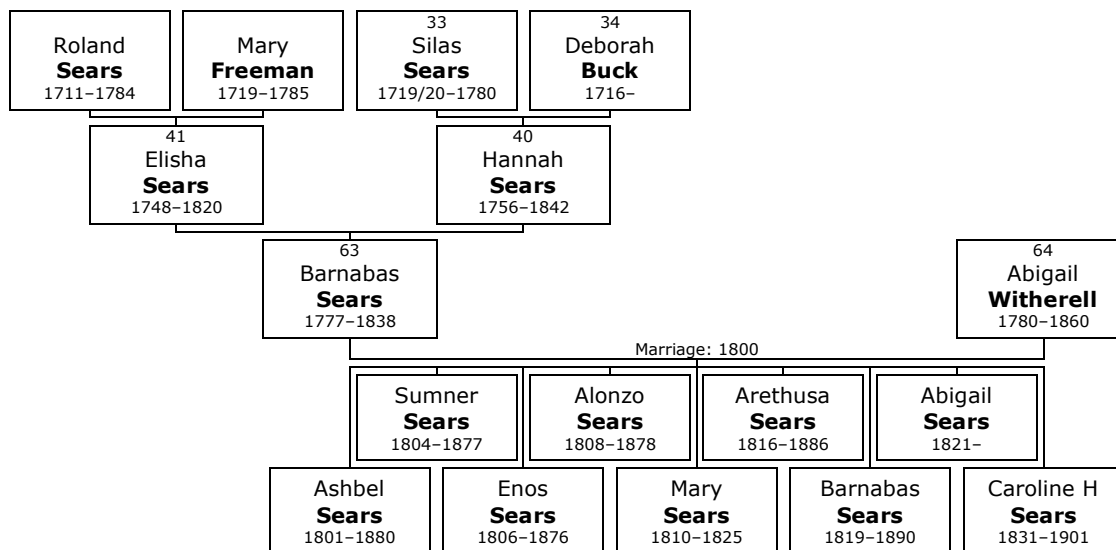 Roland
Sears
1711–1784
Mary
Freeman
1719–1785
33
Silas
Sears
1719/20–1780
34
Deborah
Buck
1716–
41
Elisha
Sears
1748–1820
40
Hannah
Sears
1756–1842
63
Barnabas
Sears
1777–1838
64
Abigail
Witherell
1780–1860
Marriage: 1800
Sumner
Sears
1804–1877
Alonzo
Sears
1808–1878
Arethusa
Sears
1816–1886
Abigail
Sears
1821–
Ashbel
Sears
1801–1880
Enos
Sears
1806–1876
Mary
Sears
1810–1825
Barnabas
Sears
1819–1890
Caroline H
Sears
1831–1901